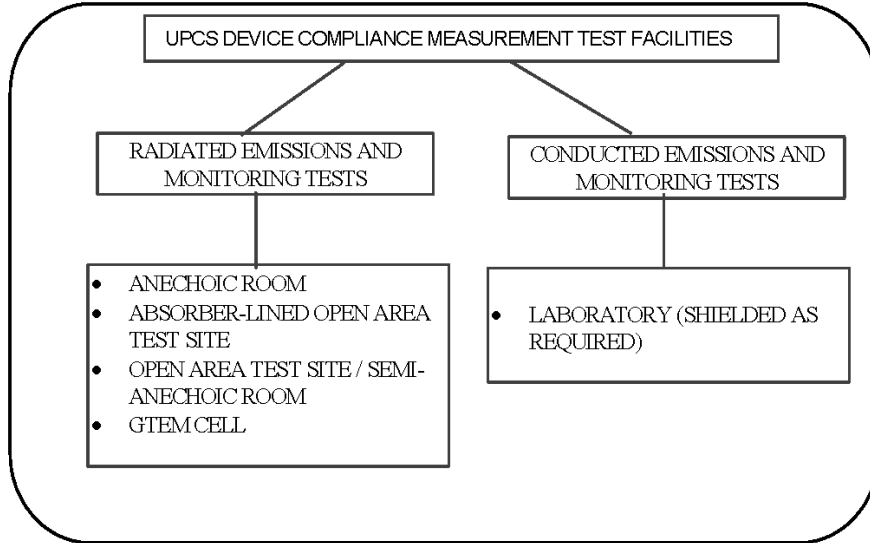 UPCS DEVICE COMPLIANCE MEASUREMENT TEST FACILITIES
RADIATED EMISSIONS AND
MONITORING TESTS
CONDUCTED EMISSIONS AND
MONITORING TESTS
• ANECHOIC ROOM
• ABSORBER-LINED OPEN AREA
TEST SITE
• OPEN AREA TEST SITE / SEMI-
ANECHOIC ROOM
• GTEM CELL
• LABORATORY (SHIELDED AS
REQUIRED)